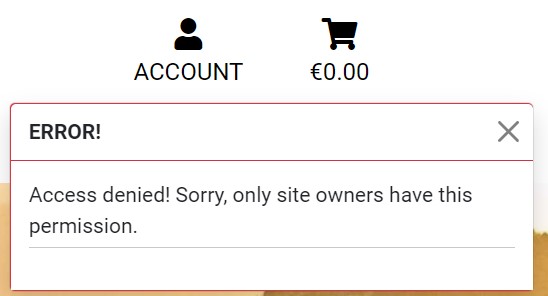 ACCOUNT €0.00
ERROR!
Access denied! Sorry, only site owners have this
permission.